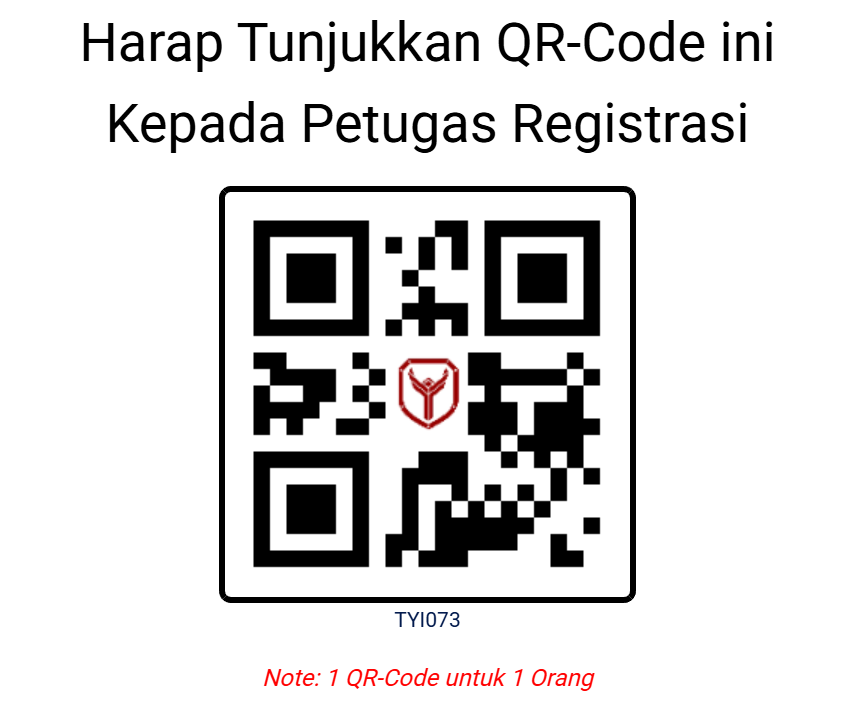 Harap Tunjukkan QR-Code ini
Kepada Petugas Registrasi
TYI073
Note: 1 QR-Code untuk 1 Orang